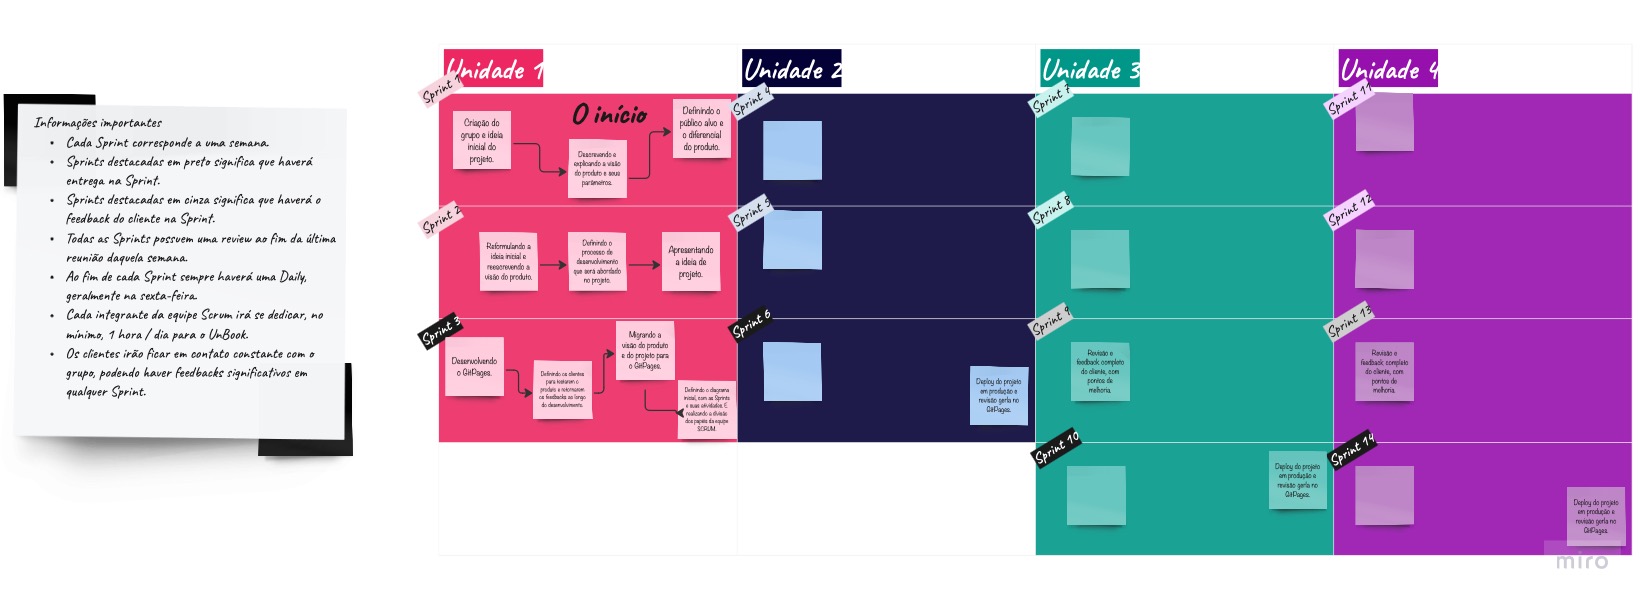 Informações importantes
• Cada Sprint corresponde a uma semana.
• Sprints destacadas em preto significa que haverá
entrega na Sprint.
• Sprints destacadas em cinza significa que haverá o
feedback do cliente na Sprint.
• Todas as Sprints possuem uma review ao fim da última
reunião daquela semana.
• Ao fim de cada Sprint sempre haverá uma Daily,
geralmente na sexta-feira.
• Cada integrante da equipe Scrum irá se dedicar, no
mínimo, 1 hora / dia para o UnBook.
• Os clientes irão ficar em contato constante com o
grupo, podendo haver feedbacks significativos em
qualquer Sprint.
Unidade 1
Sprint 1
O início
Criação do
grupo e ideia
inicial do
projeto.
Descrevendo e
explicando a visão
do produto e seus
parâmetros.
Definindo o
público alvo e
o diferencial
do produto.
Sprint 2
Reformulando a
ideia inicial e
reescrevendo a
visão do produto.
Definindo o
processo de
desenvolvimento
que será abordado
no projeto.
Apresentando
a ideia de
projeto.
Sprint 3
Desenvolvendo
o GitPages.
Definindo os clientes
para testarem o
produto e retornarem
os feedbacks ao longo
do desenvolvimento.
Migrando a
visão do produto
e do projeto para
o GitPages.
Definindo o diagrama
inicial, com as Sprints
e suas atividades. E
realizando a divisão
dos papéis da equipe
SCRUM.
Unidade 2
Sprint 4
Sprint 5
Sprint 6
Deploy do projeto
em produção e
revisão gerla no
GitPages.
Unidade 3
Sprint 7
Sprint 8
Sprint 9
Revisão e
feedback completo
do cliente, com
pontos de
melhoria.
Sprint 10
Deploy do projeto
em produção e
revisão gerla no
GitPages.
Unidade 4
Sprint 11
Sprint 12
Sprint 13
Revisão e
feedback completo
do cliente, com
pontos de
melhoria.
Sprint 14
Deploy do projeto
em produção e
revisão gerla no
GitPages.
miro